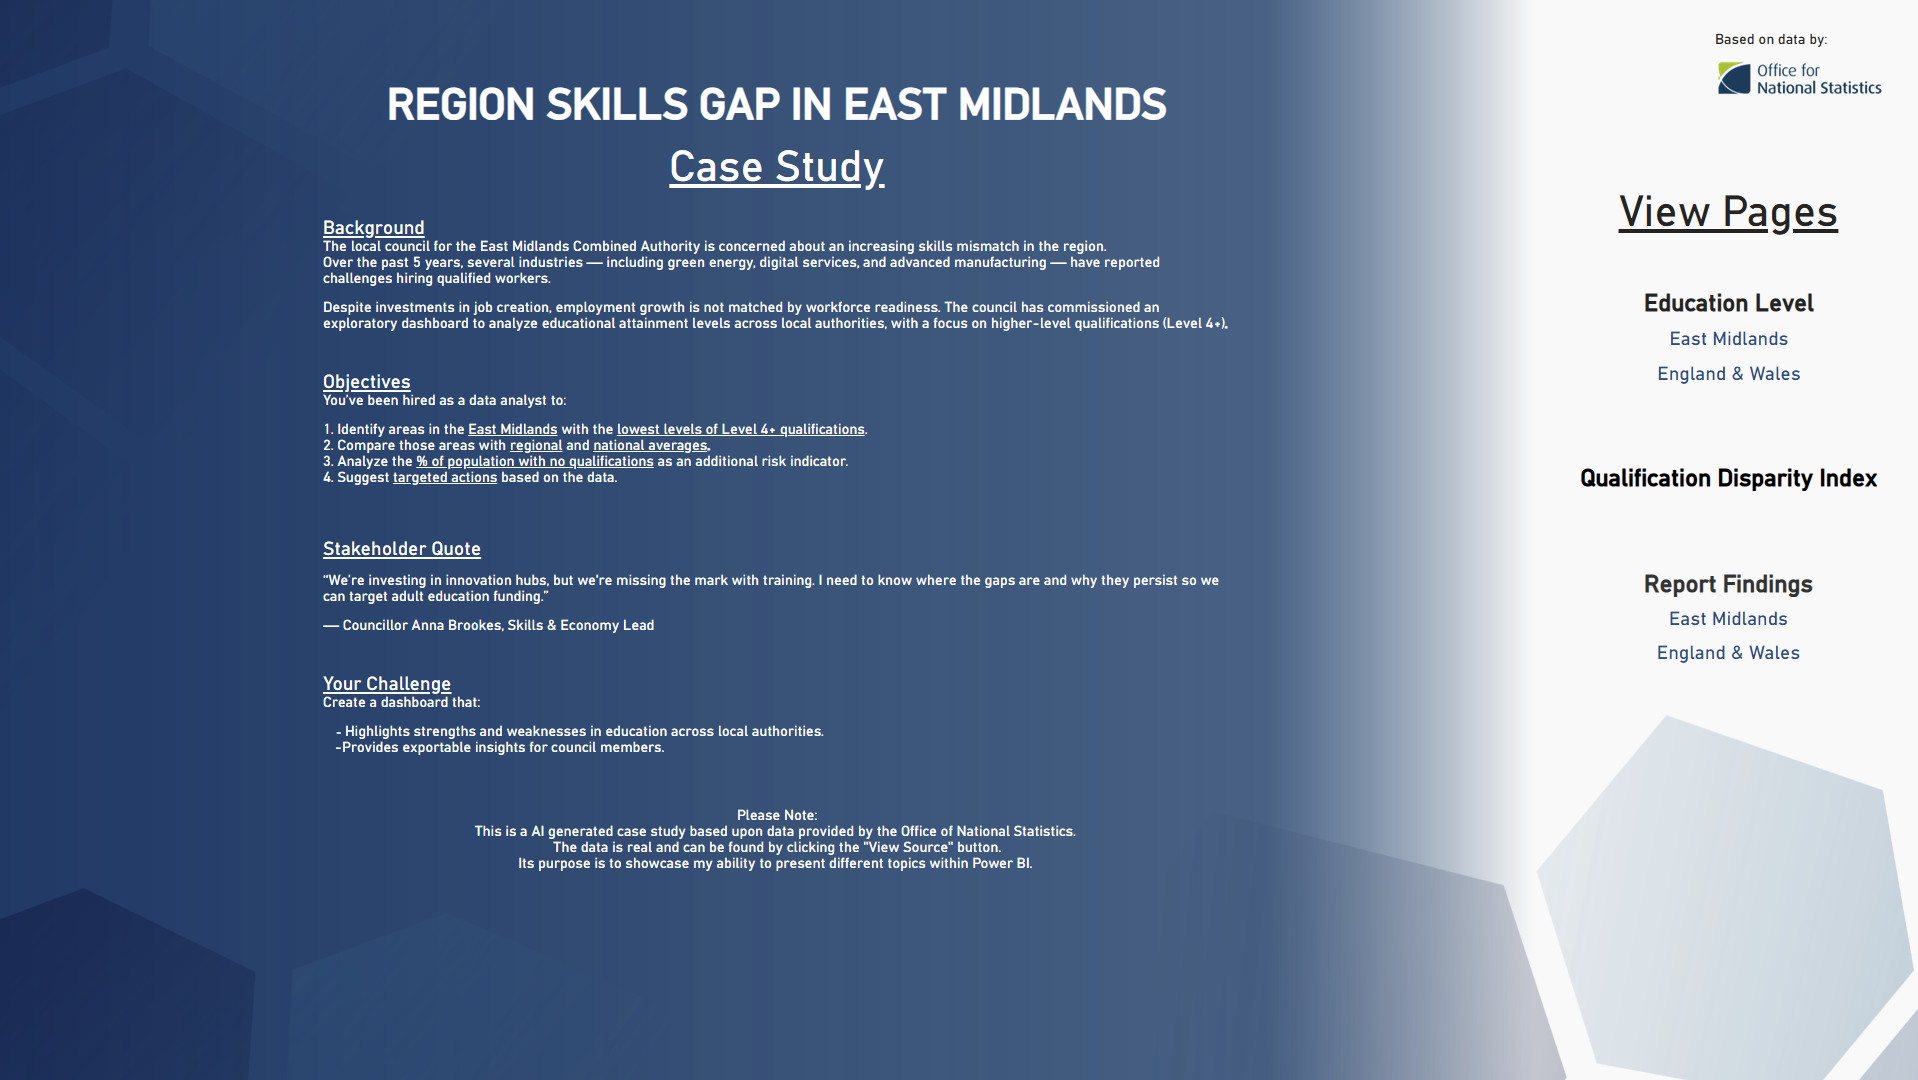 REGION SKILLS GAP IN EAST MIDLANDS
Case Study
Background
The local council for the East Midlands Combined Authority is concerned about an increasing skills mismatch in the region.
Over the past 5 years, several industries — including green energy, digital services, and advanced manufacturing — have reported
challenges hiring qualified workers.
Despite investments in job creation, employment growth is not matched by workforce readiness. The council has commissioned an
exploratory dashboard to analyze educational attainment levels across local authorities, with a focus on higher-level qualifications (Level 4+).
Objectives
You've been hired as a data analyst to:
1. Identify areas in the East Midlands with the lowest levels of Level 4+ qualifications.
2. Compare those areas with regional and national averages.
3. Analyze the % of population with no qualifications as an additional risk indicator.
4. Suggest targeted actions based on the data.
Stakeholder Quote
“We're investing in innovation hubs, but we're missing the mark with training. I need to know where the gaps are and why they persist so we
can target adult education funding.”
— Councillor Anna Brookes, Skills & Economy Lead
Your Challenge
Create a dashboard that:
- Highlights strengths and weaknesses in education across local authorities.
-Provides exportable insights for council members.
Please Note:
This is a AI generated case study based upon data provided by the Office of National Statistics.
The data is real and can be found by clicking the "View Source" button.
Its purpose is to showcase my ability to present different topics within Power BI.
Based on data by:
Office for
National Statistics
View Pages
Education Level
East Midlands
England & Wales
Qualification Disparity Index
Report Findings
East Midlands
England & Wales